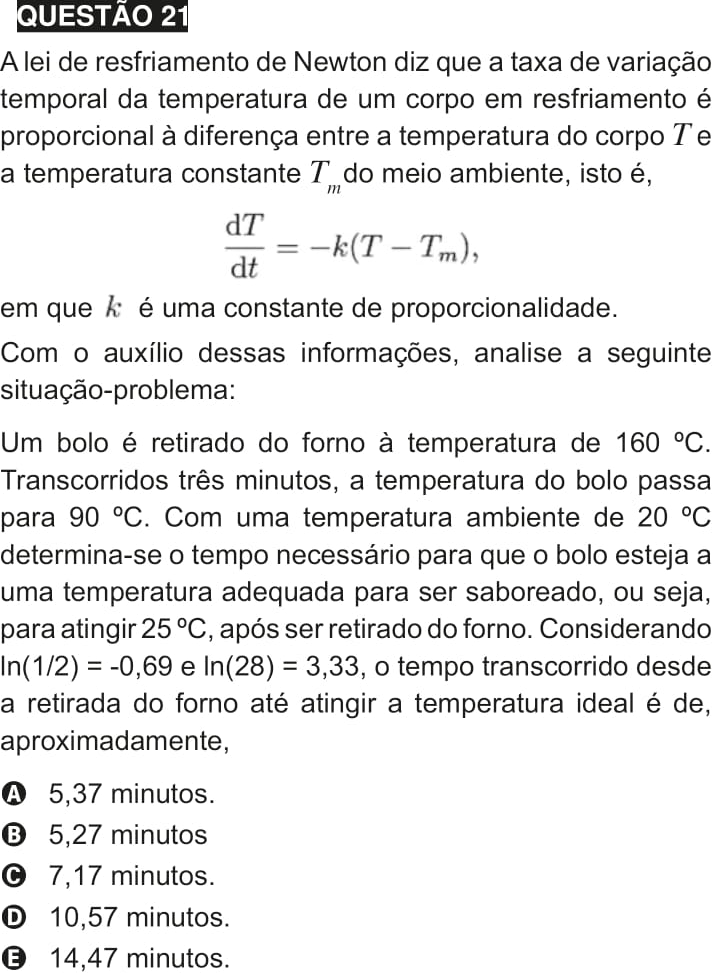 QUESTÃO 21
A lei de resfriamento de Newton diz que a taxa de variação
temporal da temperatura de um corpo em resfriamento é
proporcional à diferença entre a temperatura do corpo T e
a temperatura constante Tₘ do meio ambiente, isto é,
dT/dt = -k(T - Tₘ),
em que k é uma constante de proporcionalidade.
Com o auxílio dessas informações, analise a seguinte
situação-problema:
Um bolo é retirado do forno à temperatura de 160 ºC.
Transcorridos três minutos, a temperatura do bolo passa
para 90 ºC. Com uma temperatura ambiente de 20 ºC
determina-se o tempo necessário para que o bolo esteja a
uma temperatura adequada para ser saboreado, ou seja,
para atingir 25 ºC, após ser retirado do forno. Considerando
ln(1/2) = -0,69 e ln(28) = 3,33, o tempo transcorrido desde
a retirada do forno até atingir a temperatura ideal é de,
aproximadamente,
A 5,37 minutos.
B 5,27 minutos
C 7,17 minutos.
D 10,57 minutos.
E 14,47 minutos.